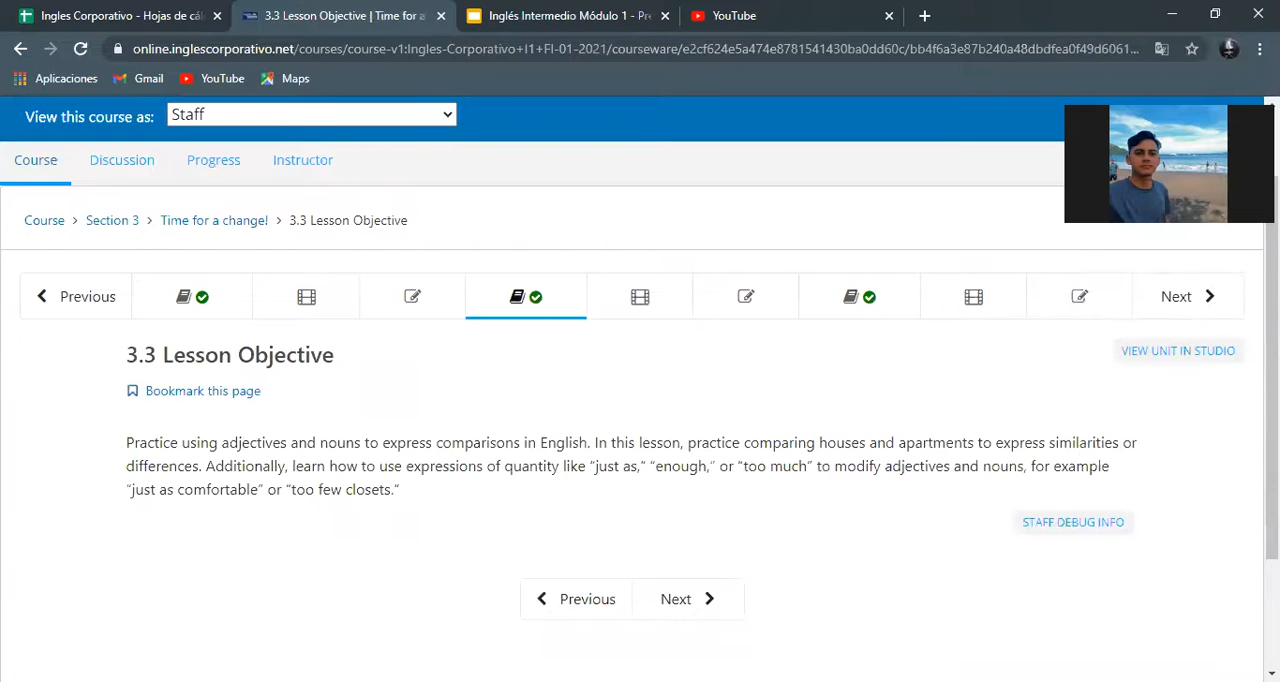 Ingles Corporativo - Hojas de cál
3.3 Lesson Objective | Time for a
Inglés Intermedio Módulo 1 - Pre
YouTube
online.inglescorporativo.net/courses/course-v1:Ingles-Corporativo+I1+FI-01-2021/courseware/e2cf624e5a474e8781541430ba0dd60c/bb4f6a3e87b240a48dbdfea0f49d6061...
Aplicaciones
Gmail
YouTube
Maps
View this course as:
Staff
Course
Discussion
Progress
Instructor
Course > Section 3 > Time for a change! > 3.3 Lesson Objective
Previous
Next
3.3 Lesson Objective
VIEW UNIT IN STUDIO
Bookmark this page
Practice using adjectives and nouns to express comparisons in English. In this lesson, practice comparing houses and apartments to express similarities or
differences. Additionally, learn how to use expressions of quantity like “just as,” “enough,” or “too much” to modify adjectives and nouns, for example
“just as comfortable” or “too few closets.”
STAFF DEBUG INFO
Previous
Next